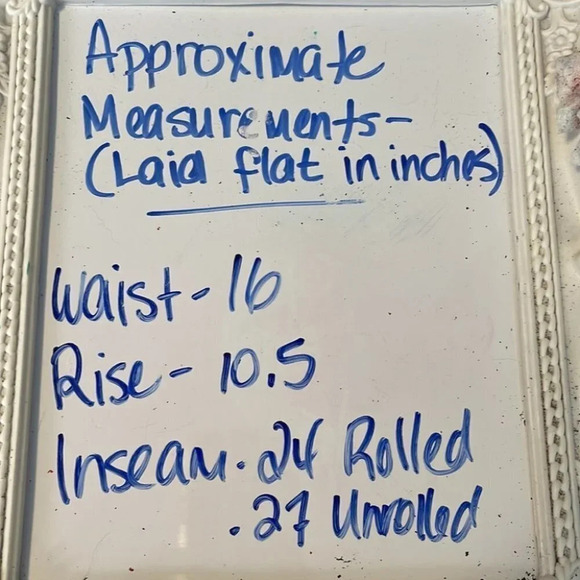 Approximate
Measurements-
(Laid flat in inches)
Waist- 16
Rise- 10.5
Inseam. 24 Rolled
. 27 Unrolled